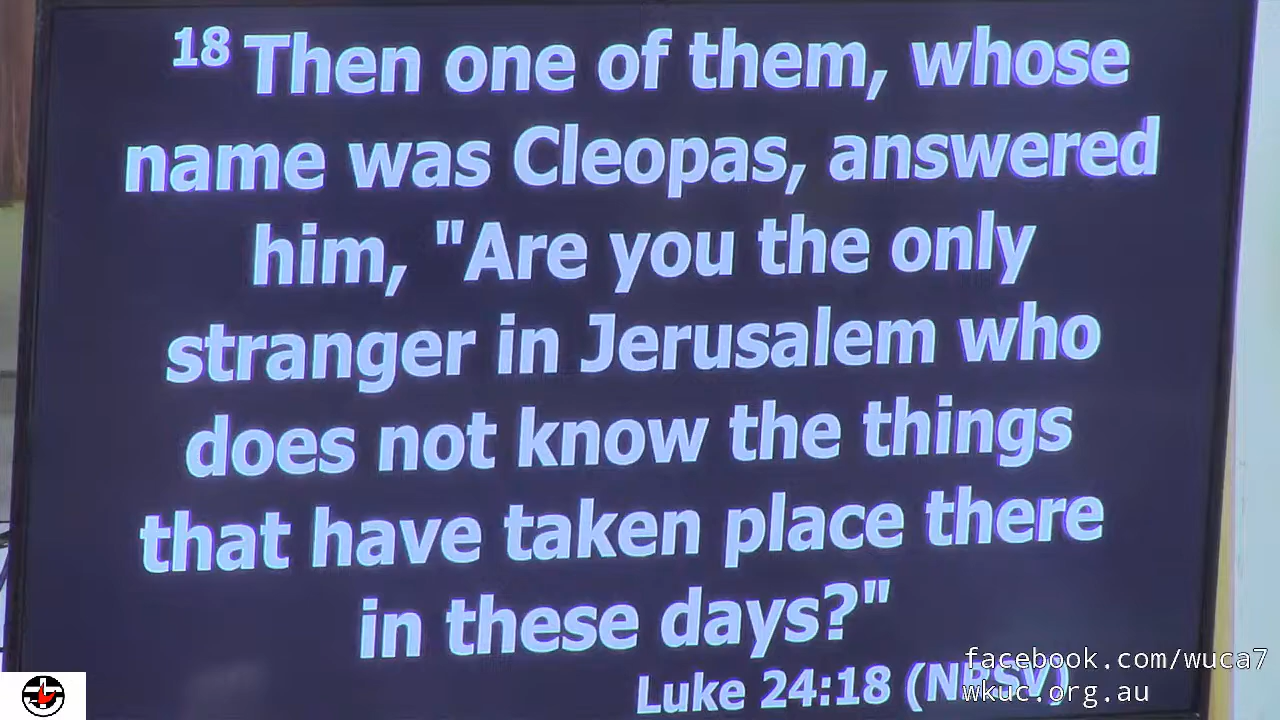 18 Then one of them, whose
name was Cleopas, answered
him, "Are you the only
stranger in Jerusalem who
does not know the things
that have taken place there
in these days?"
Luke 24:18 (NRSV)
facebook.com/wuca7
wkuc.org.au